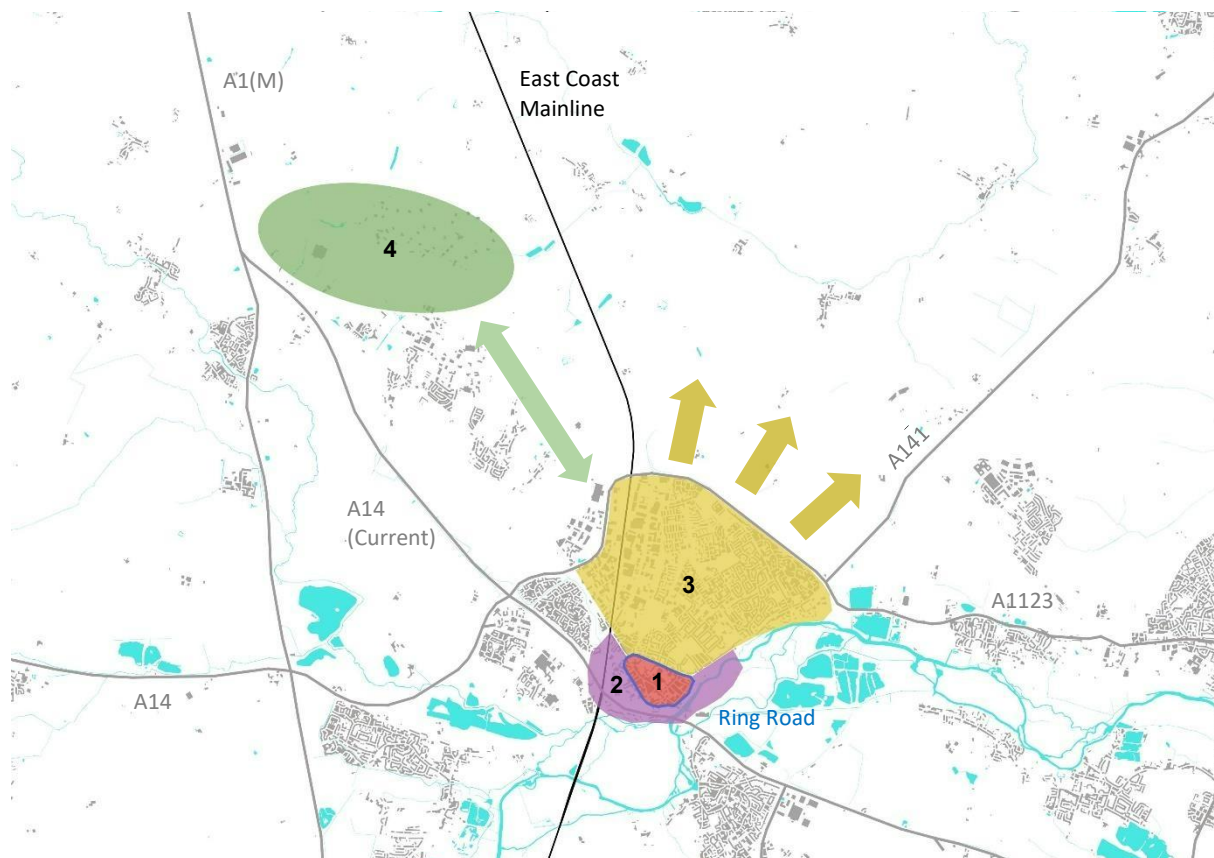 A1(M)
East Coast
Mainline
4
A141
A14
(Current)
3
A1123
2
1
A14
Ring Road